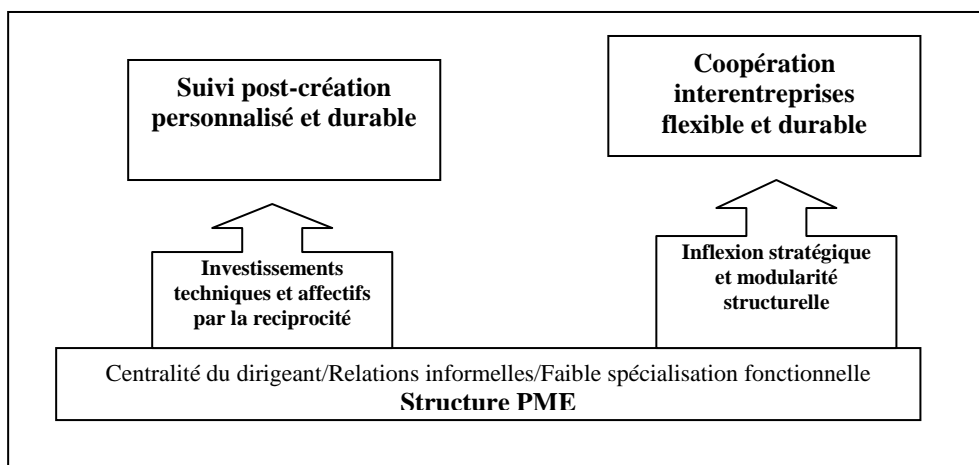 Suivi post-création
personnalisé et durable
Coopération
interentreprises
flexible et durable
Investissements
techniques et affectifs
par la reciprocité
Inflexion stratégique
et modularité
structurelle
Centralité du dirigeant/Relations informelles/Faible spécialisation fonctionnelle
Structure PME